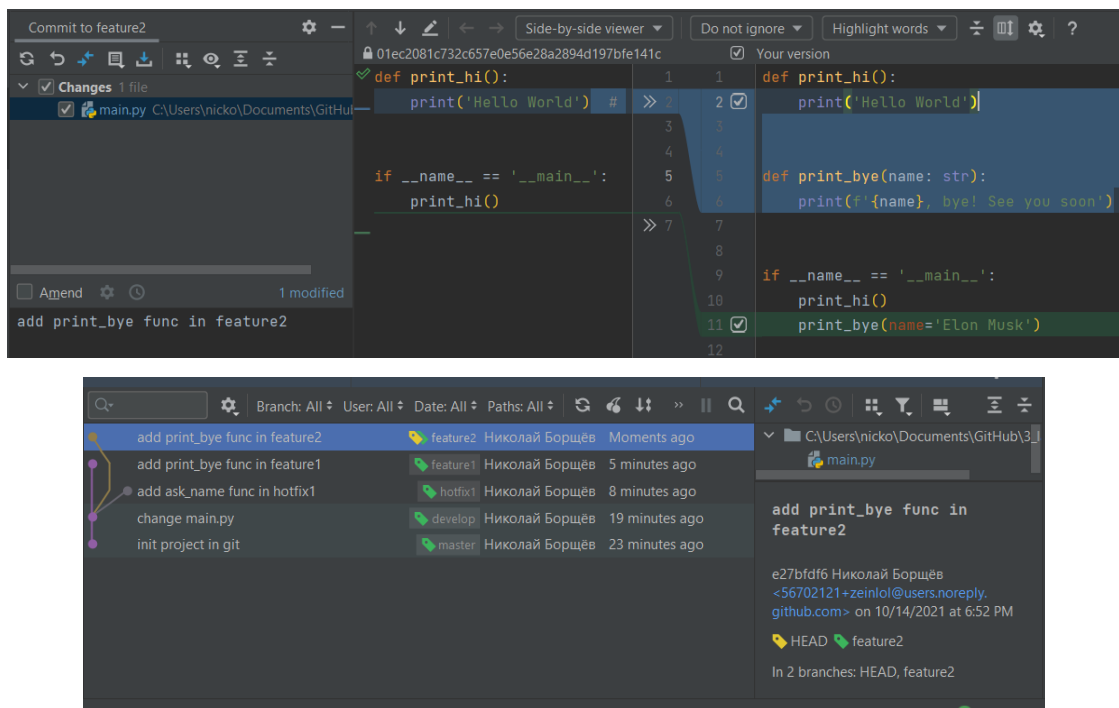 Commit to feature2
Side-by-side viewer
Do not ignore
Highlight words
?
01ec2081c732c657e0e56e28a2894d197bfe141c
Your version
Changes 1 file
main.py C:\Users\nicko\Documents\GitHu
Amend
1 modified
add print_bye func in feature2
def print_hi():
print('Hello World') #
if __name__ == '__main__':
print_hi()
1 1
2 2
3 3
4 4
5 5
6 6
7 7
8
9
10
11
12
def print_hi():
print('Hello World')
def print_bye(name: str):
print(f'{name}, bye! See you soon')
if __name__ == '__main__':
print_hi()
print_bye(name='Elon Musk')
Branch: All User: All Date: All Paths: All
add print_bye func in feature2 feature2 Николай Борщёв Moments ago
add print_bye func in feature1 feature1 Николай Борщёв 5 minutes ago
add ask_name func in hotfix1 hotfix1 Николай Борщёв 8 minutes ago
change main.py develop Николай Борщёв 19 minutes ago
init project in git master Николай Борщёв 23 minutes ago
C:\Users\nicko\Documents\GitHub\3_
main.py
add print_bye func in
feature2
e27bfdf6 Николай Борщёв
<56702121+zeinlol@users.noreply.
github.com> on 10/14/2021 at 6:52 PM
HEAD feature2
In 2 branches: HEAD, feature2